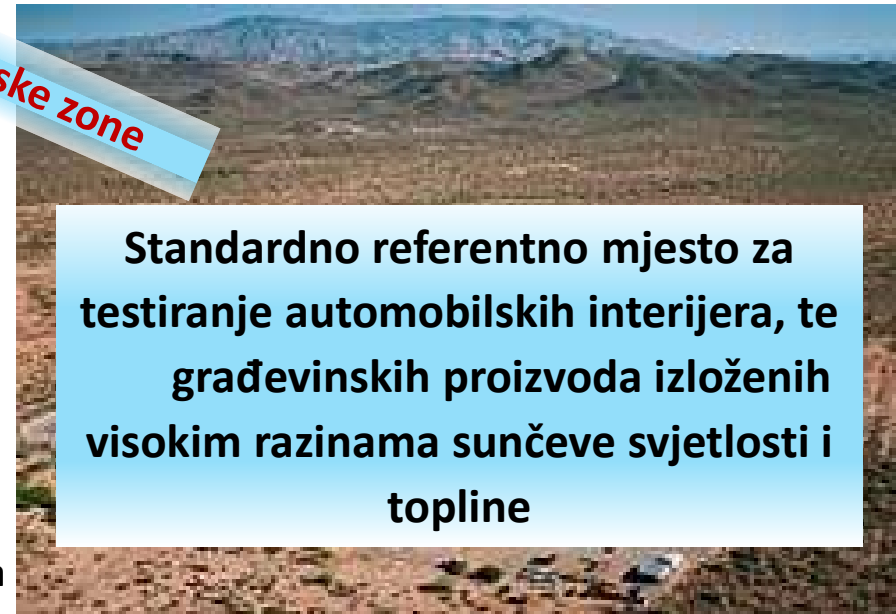 ske zone
Standardno referentno mjesto za
testiranje automobilskih interijera, te
građevinskih proizvoda izloženih
visokim razinama sunčeve svjetlosti i
topline